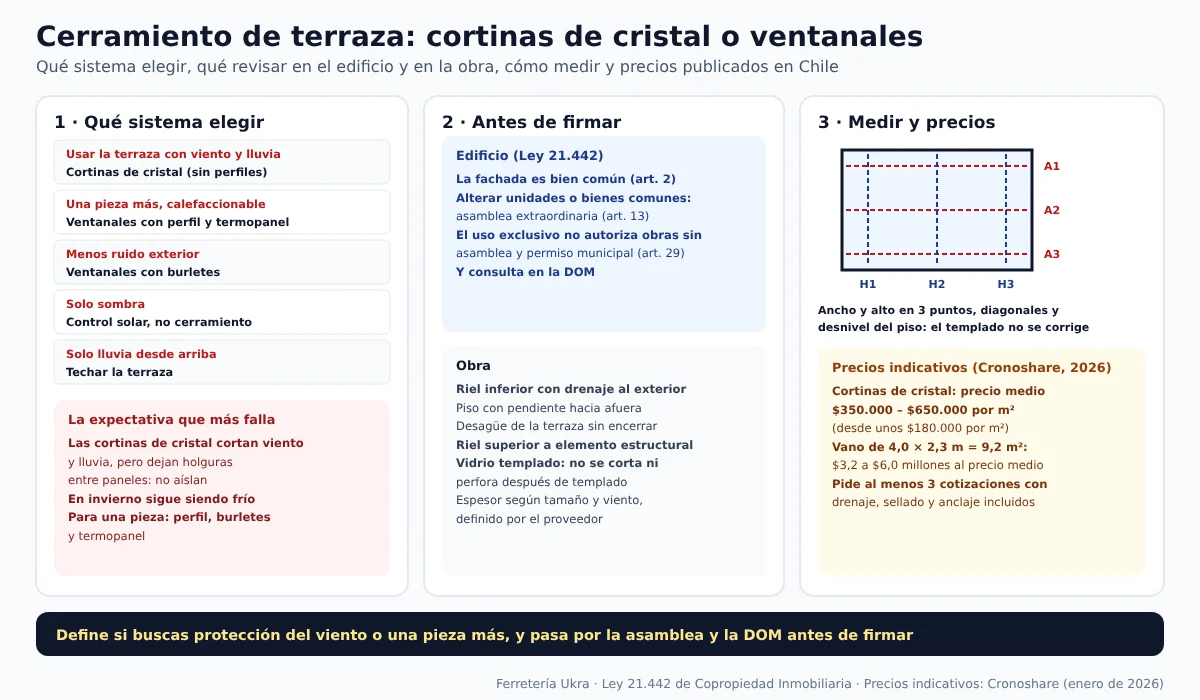 Cerramiento de terraza: cortinas de cristal o ventanales
Qué sistema elegir, qué revisar en el edificio y en la obra, cómo medir y precios publicados en Chile
1 · Qué sistema elegir
Usar la terraza con viento y lluvia
Cortinas de cristal (sin perfiles)
Una pieza más, calefaccionable
Ventanales con perfil y termopanel
Menos ruido exterior
Ventanales con burletes
Solo sombra
Control solar, no cerramiento
Solo lluvia desde arriba
Techar la terraza
La expectativa que más falla
Las cortinas de cristal cortan viento
y lluvia, pero dejan holguras
entre paneles: no aíslan
En invierno sigue siendo frío
Para una pieza: perfil, burletes
y termopanel
2 · Antes de firmar
Edificio (Ley 21.442)
La fachada es bien común (art. 2)
Alterar unidades o bienes comunes:
asamblea extraordinaria (art. 13)
El uso exclusivo no autoriza obras sin
asamblea y permiso municipal (art. 29)
Y consulta en la DOM
Obra
Riel inferior con drenaje al exterior
Piso con pendiente hacia afuera
Desagüe de la terraza sin encerrar
Riel superior a elemento estructural
Vidrio templado: no se corta ni
perfora después de templado
Espesor según tamaño y viento,
definido por el proveedor
3 · Medir y precios
A1
A2
A3
H1 H2 H3
Ancho y alto en 3 puntos, diagonales y
desnivel del piso: el templado no se corrige
Precios indicativos (Cronoshare, 2026)
Cortinas de cristal: precio medio
$350.000 – $650.000 por m²
(desde unos $180.000 por m²)
Vano de 4,0 × 2,3 m = 9,2 m²:
$3,2 a $6,0 millones al precio medio
Pide al menos 3 cotizaciones con
drenaje, sellado y anclaje incluidos
Define si buscas protección del viento o una pieza más, y pasa por la asamblea y la DOM antes de firmar
Ferretería Ukra · Ley 21.442 de Copropiedad Inmobiliaria · Precios indicativos: Cronoshare (enero de 2026)